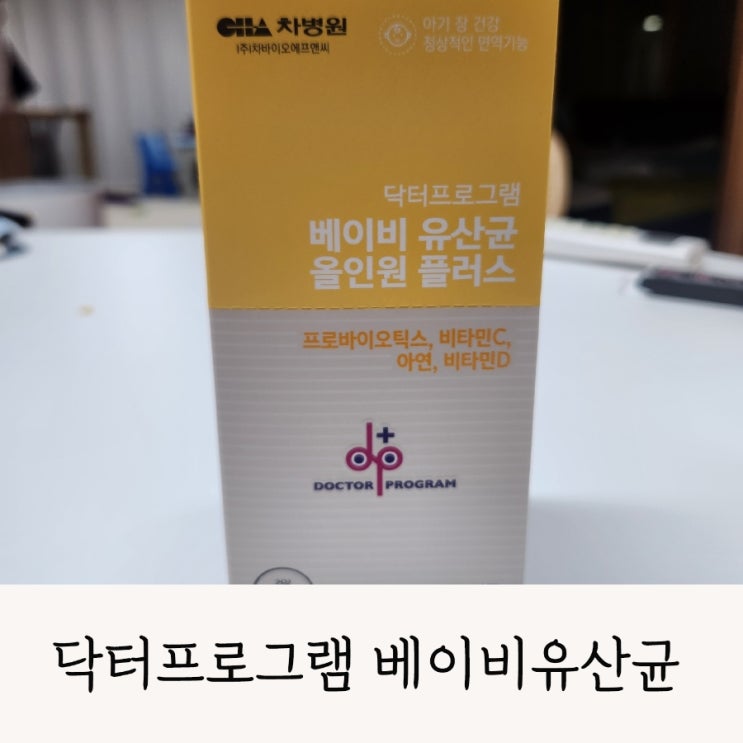 CHA 차병원
(주)차바이오에프앤씨
아기 장 건강
정상적인 면역기능
닥터프로그램
베이비 유산균
올인원 플러스
프로바이오틱스, 비타민C,
아연, 비타민D
dp+
DOCTOR PROGRAM
닥터프로그램 베이비유산균